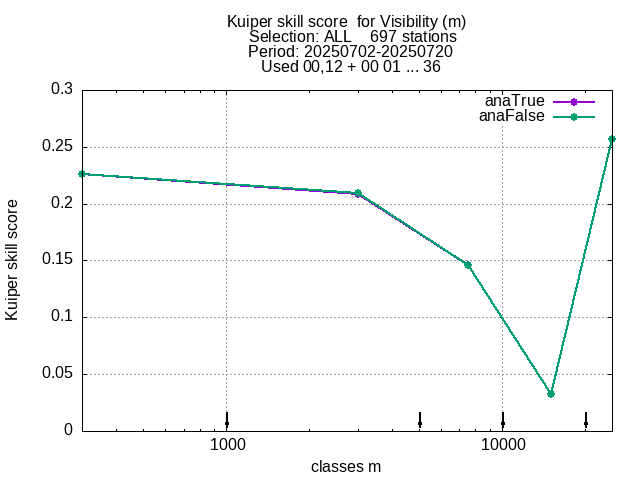 Kuiper skill score  for Visibility (m)
Selection: ALL    697 stations
Period: 20250702-20250720
Used 00,12 + 00 01 ... 36
0.3
0.25
0.2
0.15
0.1
0.05
0
Kuiper skill score
anaTrue
anaFalse
1000
10000
classes m